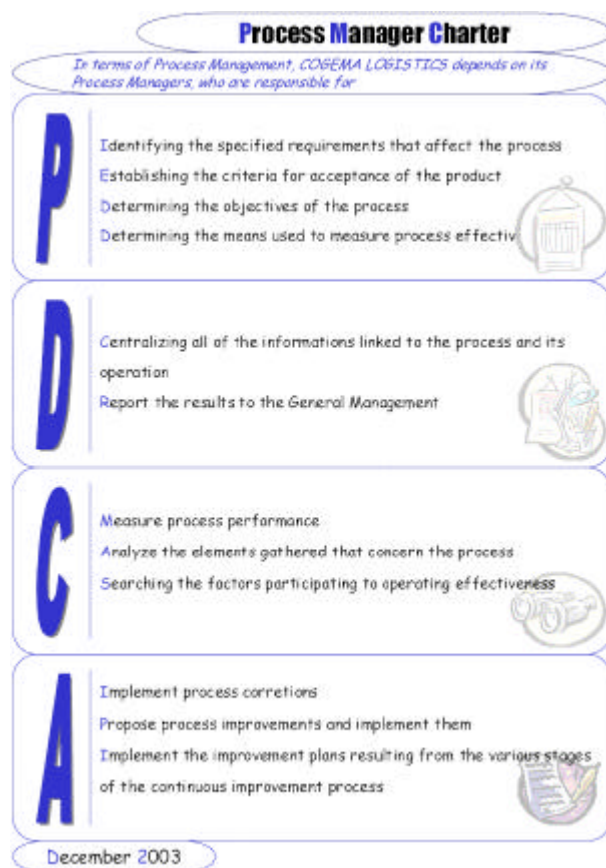 Process Manager Charter
In terms of Process Management, COGEMA LOGISTICS depends on its
Process Managers, who are responsible for
P
Identifying the specified requirements that affect the process
Establishing the criteria for acceptance of the product
Determining the objectives of the process
Determining the means used to measure process effectiv
D
Centralizing all of the informations linked to the process and its
operation
Report the results to the General Management
C
Measure process performance
Analyze the elements gathered that concern the process
Searching the factors participating to operating effectiveness
A
Implement process corretions
Propose process improvements and implement them
Implement the improvement plans resulting from the various stages
of the continuous improvement process
December 2003